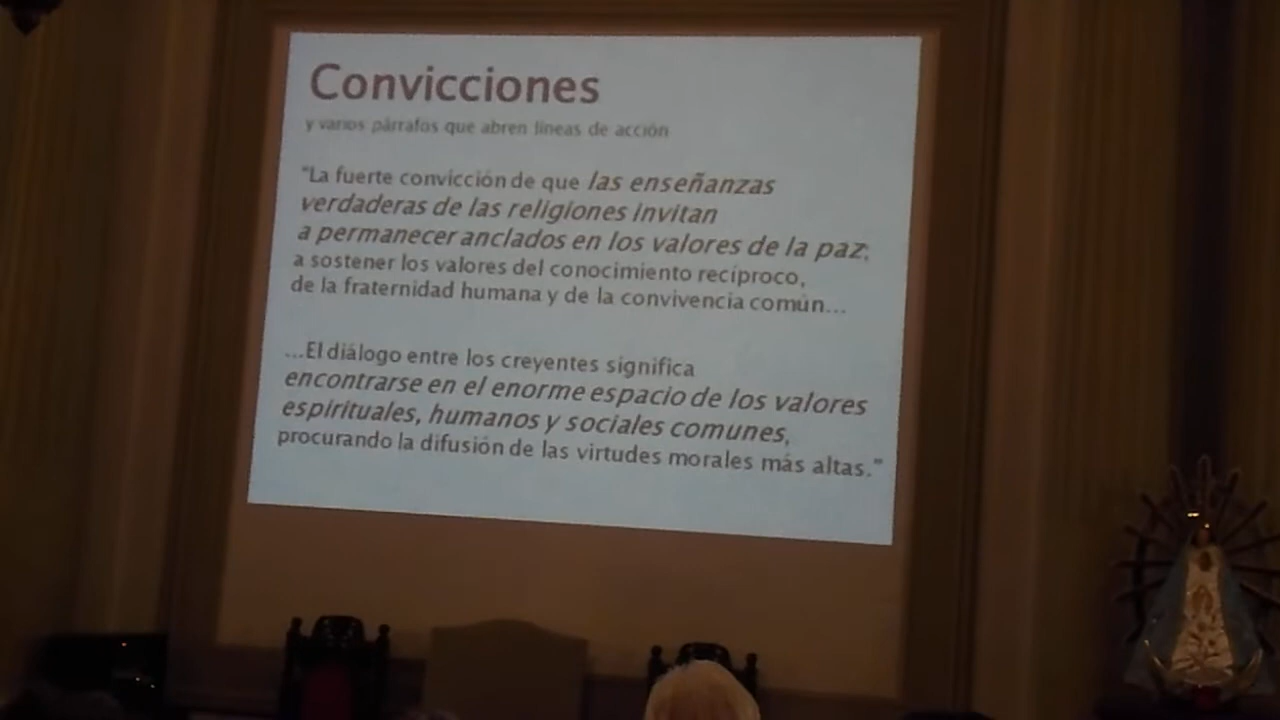 Convicciones
y varios párrafos que abren líneas de acción
"La fuerte convicción de que las enseñanzas
verdaderas de las religiones invitan
a permanecer anclados en los valores de la paz;
a sostener los valores del conocimiento recíproco,
de la fraternidad humana y de la convivencia común...
...El diálogo entre los creyentes significa
encontrarse en el enorme espacio de los valores
espirituales, humanos y sociales comunes,
procurando la difusión de las virtudes morales más altas."